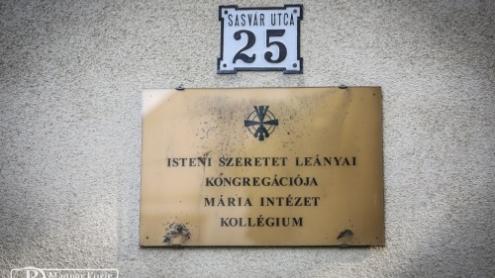 SASVÁR UTCA
25
ISTENI SZERETET LEÁNYAI
KONGREGÁCIÓJA
MÁRIA INTÉZET
KOLLÉGIUM